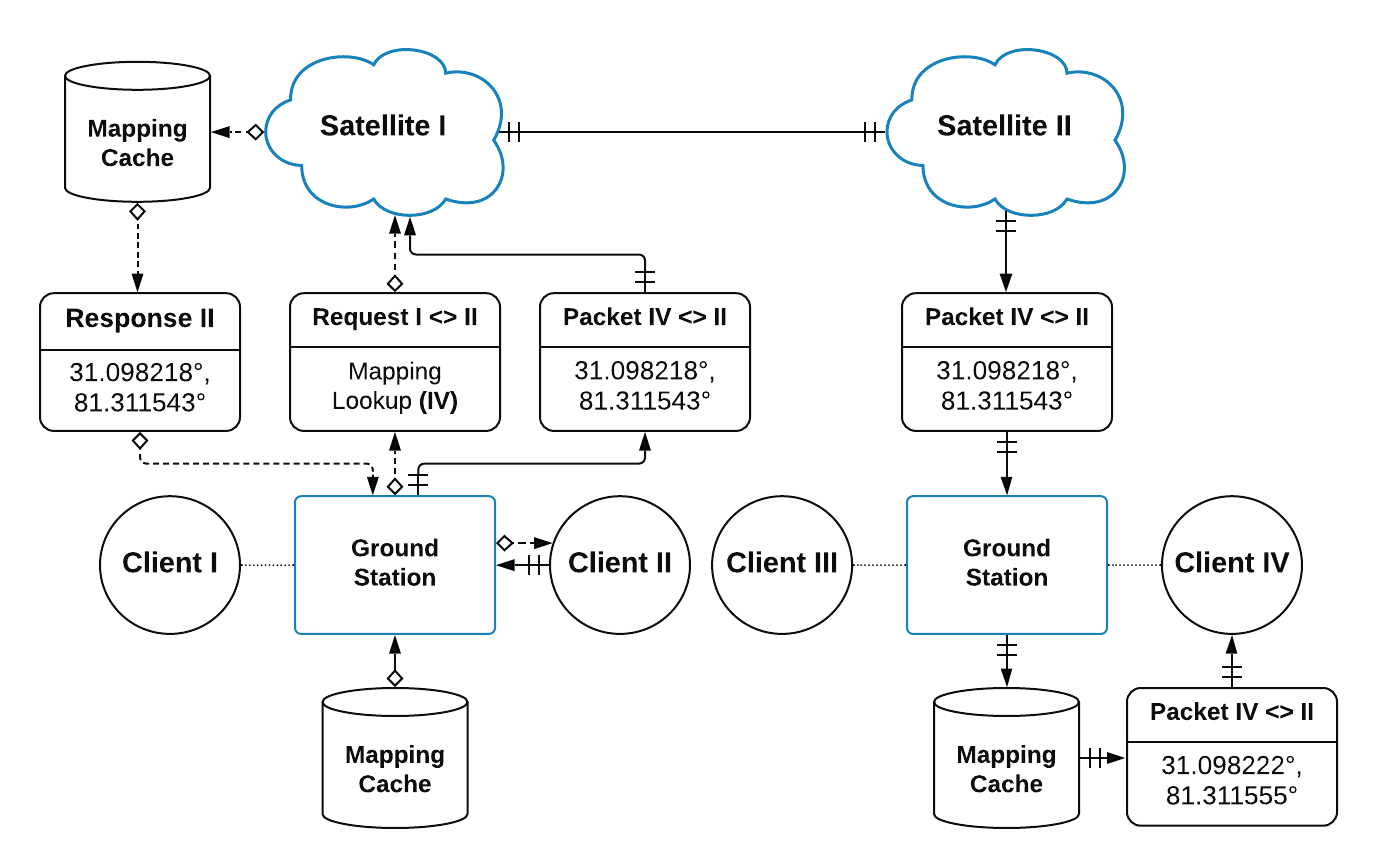 Mapping
Cache
Satellite I
Satellite II
Response II
31.098218°,
81.311543°
Request I <> II
Mapping
Lookup (IV)
Packet IV <> II
31.098218°,
81.311543°
Packet IV <> II
31.098218°,
81.311543°
Client I
Ground
Station
Client II
Client III
Ground
Station
Client IV
Mapping
Cache
Mapping
Cache
Packet IV <> II
31.098222°,
81.311555°